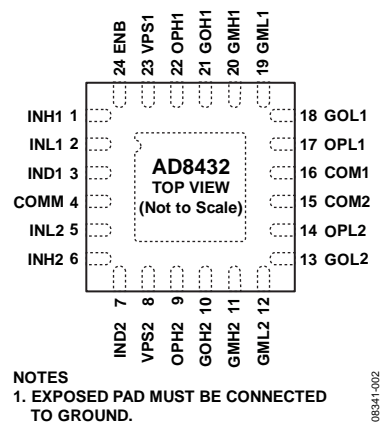 24 ENB
23 VPS1
22 OPH1
21 GOH1
20 GMH1
19 GML1
INH1 1
INL1 2
IND1 3
COMM 4
INL2 5
INH2 6
AD8432
TOP VIEW
(Not to Scale)
18 GOL1
17 OPL1
16 COM1
15 COM2
14 OPL2
13 GOL2
IND2 7
VPS2 8
OPH2 9
GOH2 10
GMH2 11
GML2 12
NOTES
1. EXPOSED PAD MUST BE CONNECTED
TO GROUND.
08341-002